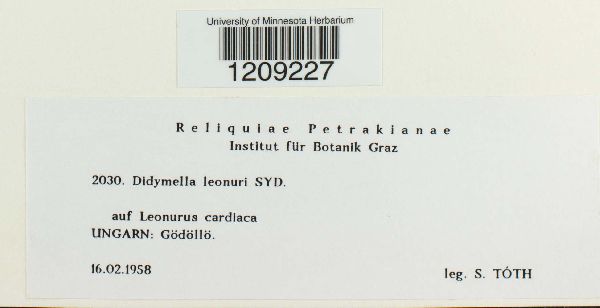 University of Minnesota Herbarium
1209227
Reliquiae Petrakianae
Institut für Botanik Graz
2030. Didymella leonuri SYD.
auf Leonurus cardiaca
UNGARN: Gödöllö.
16.02.1958
leg. S. TÓTH